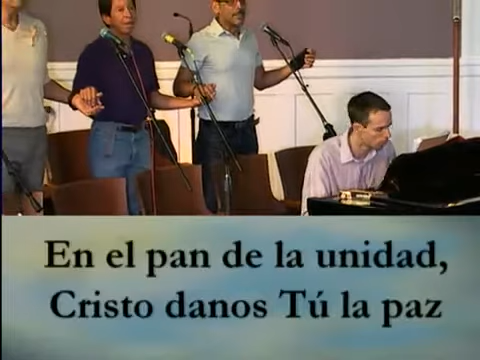 En el pan de la unidad,
Cristo danos Tú la paz